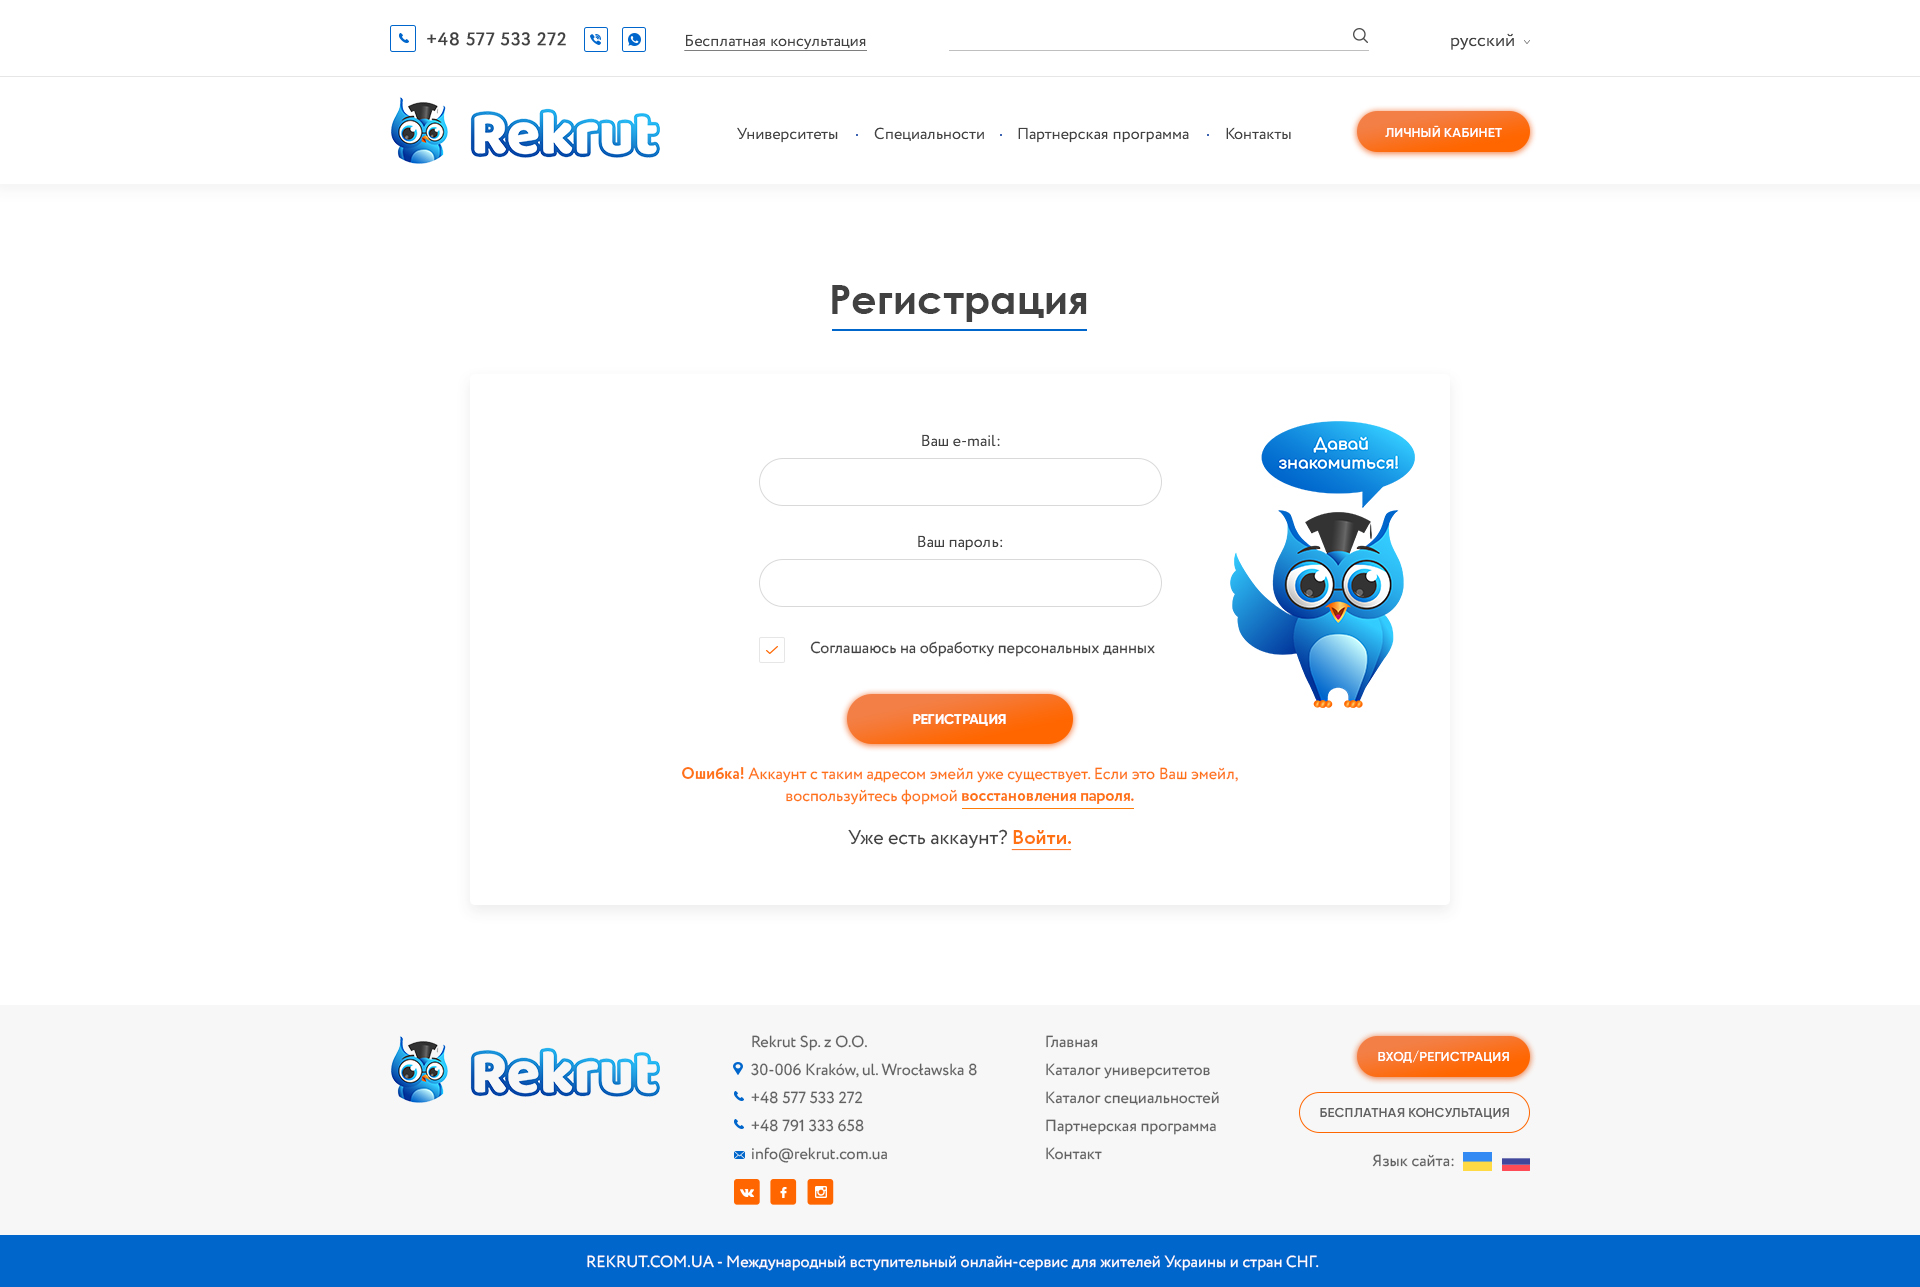 +48 577 533 272
Бесплатная консультация
русский
Rekrut
Университеты · Специальности · Партнерская программа · Контакты
ЛИЧНЫЙ КАБИНЕТ
Регистрация
Ваш e-mail:
Давай
знакомиться!
Ваш пароль:
Соглашаюсь на обработку персональных данных
РЕГИСТРАЦИЯ
Ошибка! Аккаунт с таким адресом эмейл уже существует. Если это Ваш эмейл,
воспользуйтесь формой восстановления пароля.
Уже есть аккаунт? Войти.
Rekrut
Rekrut Sp. z O.O.
30-006 Kraków, ul. Wrocławska 8
+48 577 533 272
+48 791 333 658
info@rekrut.com.ua
Главная
Каталог университетов
Каталог специальностей
Партнерская программа
Контакт
ВХОД/РЕГИСТРАЦИЯ
БЕСПЛАТНАЯ КОНСУЛЬТАЦИЯ
Язык сайта:
REKRUT.COM.UA - Международный вступительный онлайн-сервис для жителей Украины и стран СНГ.